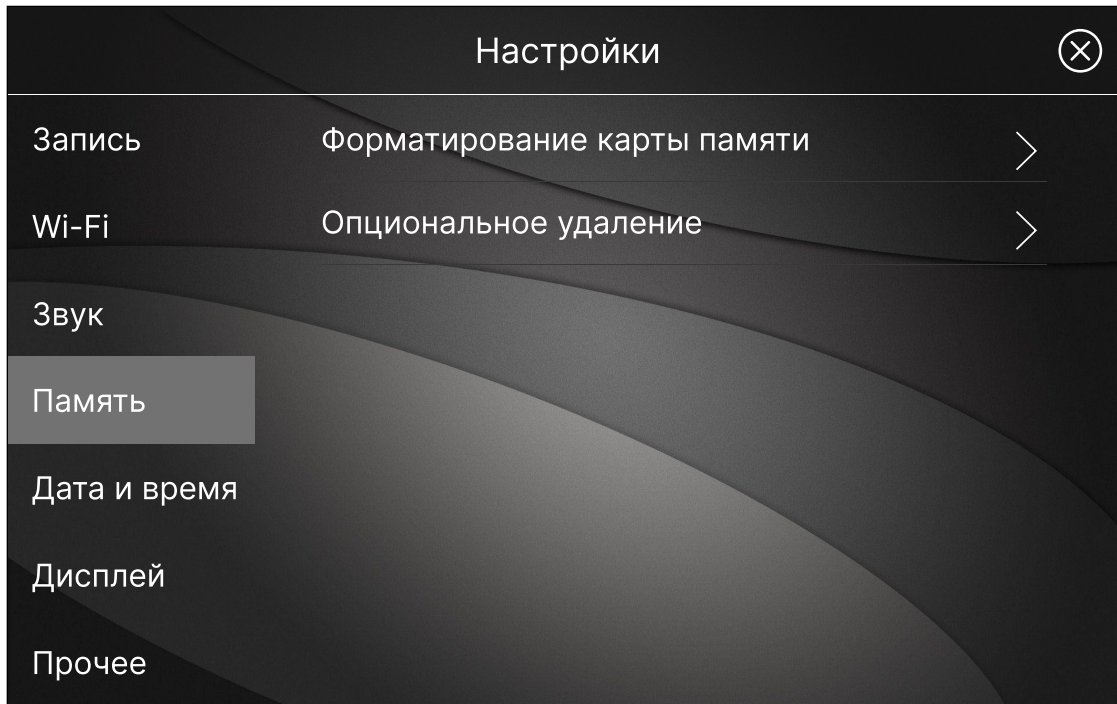 Настройки
Запись
Wi-Fi
Звук
Память
Дата и время
Дисплей
Прочее
Форматирование карты памяти
Опциональное удаление